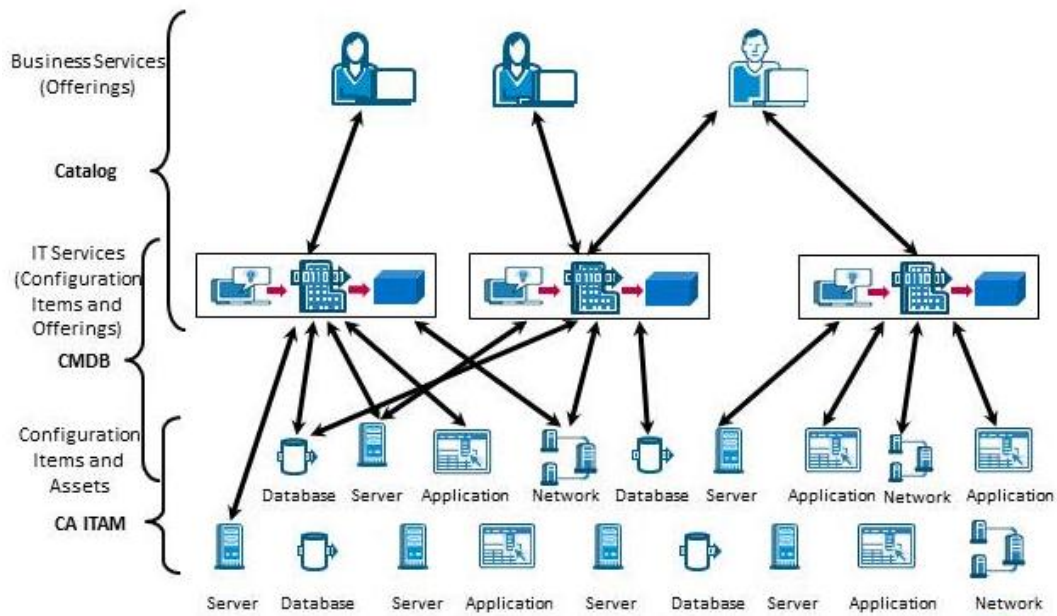 Business Services
(Offerings)
Catalog
IT Services
(Configuration
Items and
Offerings)
CMDB
Configuration
Items and
Assets
CA ITAM
Database Server Application Network Database Server Application Network Application
Server Database Server Application Server Database Server Application Network